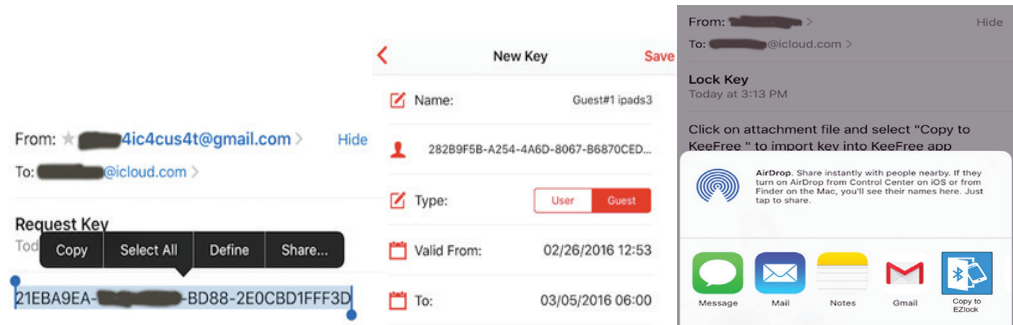 From: 4ic4cus4t@gmail.com Hide
To: @icloud.com
Request Key
Tod
Copy Select All Define Share...
21EBA9EA- -BD88-2E0CBD1FFF3D
New Key Save
Name: Guest#1 ipads3
282B9F5B-A254-4A6D-8067-B6870CED...
Type: User Guest
Valid From: 02/26/2016 12:53
To: 03/05/2016 06:00
From: Hide
To: @icloud.com
Lock Key
Today at 3:13 PM
Click on attachment file and select "Copy to
KeeFree " to import key into KeeFree app
AirDrop. Share instantly with people nearby. If they
turn on AirDrop from Control Center on iOS or from
Finder on the Mac, you'll see their names here. Just
tap to share.
Message Mail Notes Gmail Copy to
EZlock